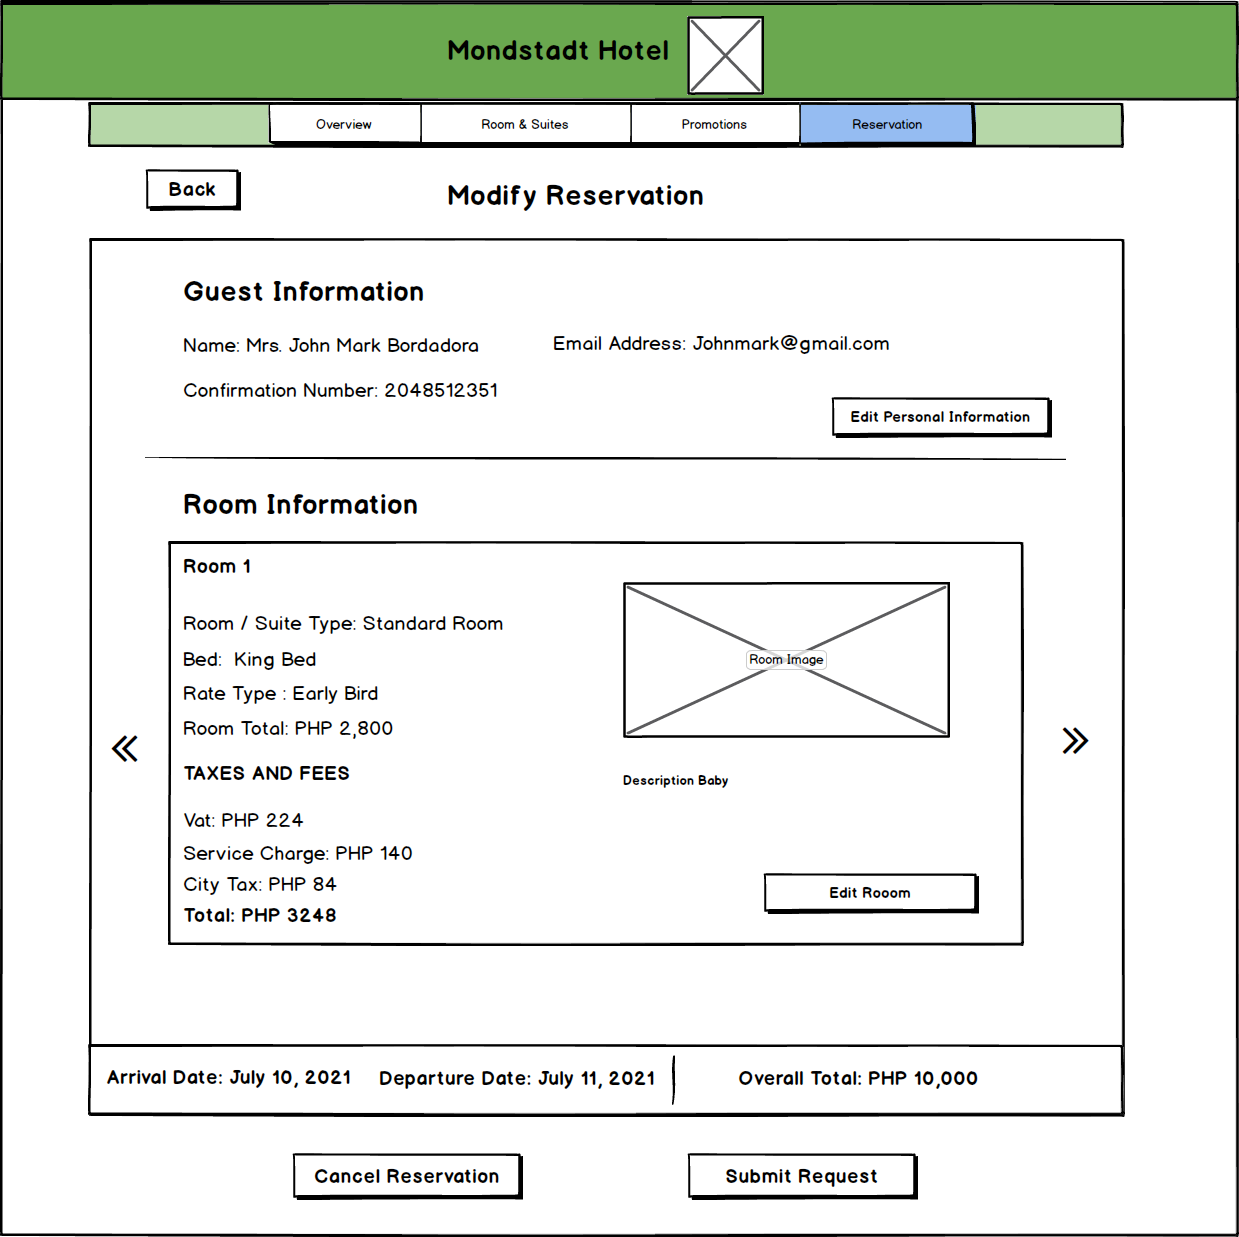 Mondstadt Hotel
Overview Room & Suites Promotions Reservation
Back
Modify Reservation
Guest Information
Name: Mrs. John Mark Bordadora Email Address: Johnmark@gmail.com
Confirmation Number: 2048512351
Edit Personal Information
Room Information
Room 1
Room / Suite Type: Standard Room
Bed: King Bed
Rate Type : Early Bird
Room Total: PHP 2,800
Room Image
TAXES AND FEES
Description Baby
Vat: PHP 224
Service Charge: PHP 140
City Tax: PHP 84
Total: PHP 3248
Edit Rooom
Arrival Date: July 10, 2021 Departure Date: July 11, 2021 Overall Total: PHP 10,000
Cancel Reservation Submit Request